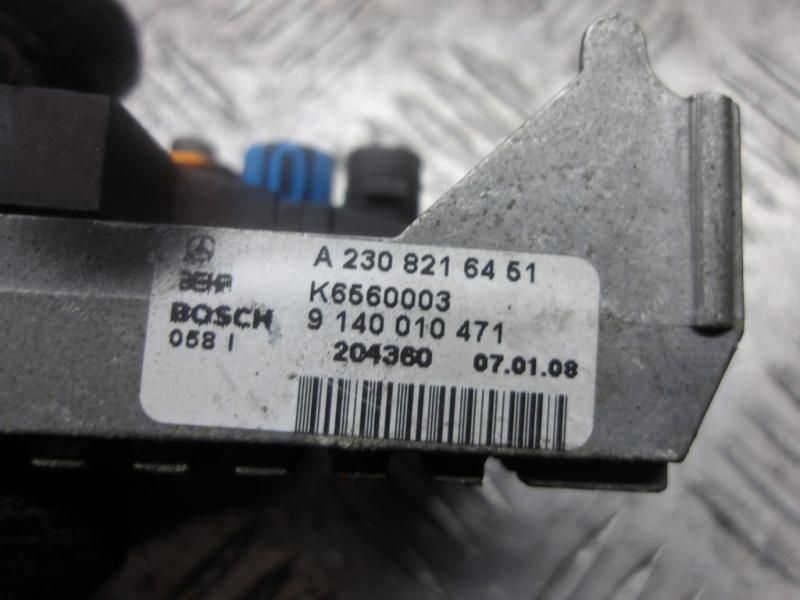 A 230 821 64 51
BEHR
K6560003
BOSCH
9 140 010 471
058 I
204360 07.01.08